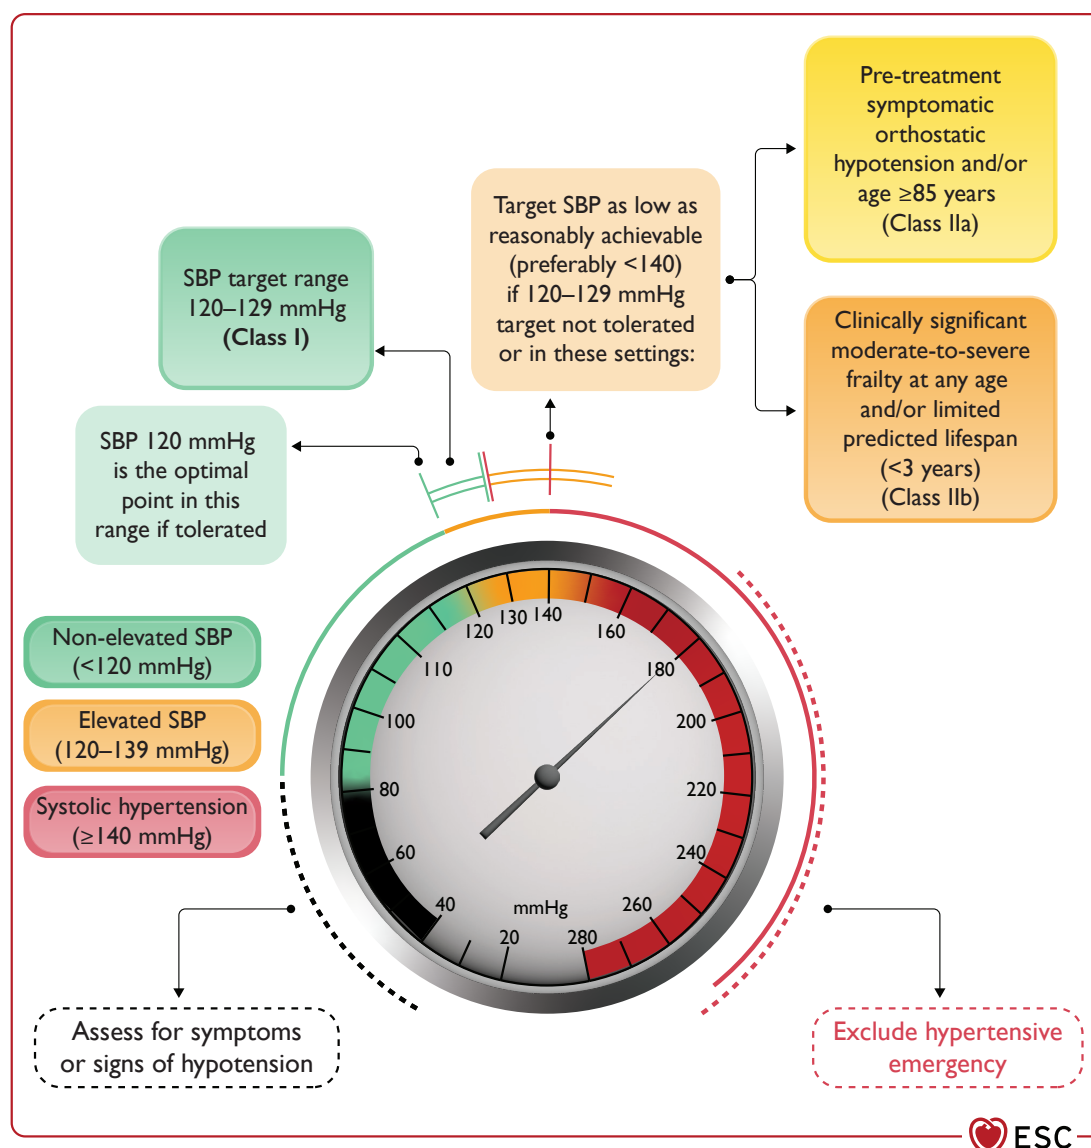 Pre-treatment
symptomatic
orthostatic
hypotension and/or
age ≥85 years
(Class IIa)
Target SBP as low as
reasonably achievable
(preferably <140)
if 120–129 mmHg
target not tolerated
or in these settings:
SBP target range
120–129 mmHg
(Class I)
Clinically significant
moderate-to-severe
frailty at any age
and/or limited
predicted lifespan
(<3 years)
(Class IIb)
SBP 120 mmHg
is the optimal
point in this
range if tolerated
Non-elevated SBP
(<120 mmHg)
Elevated SBP
(120–139 mmHg)
Systolic hypertension
(≥140 mmHg)
20
40
60
80
100
110
120
130
140
160
180
200
220
240
260
280
mmHg
Assess for symptoms
or signs of hypotension
Exclude hypertensive
emergency
ESC